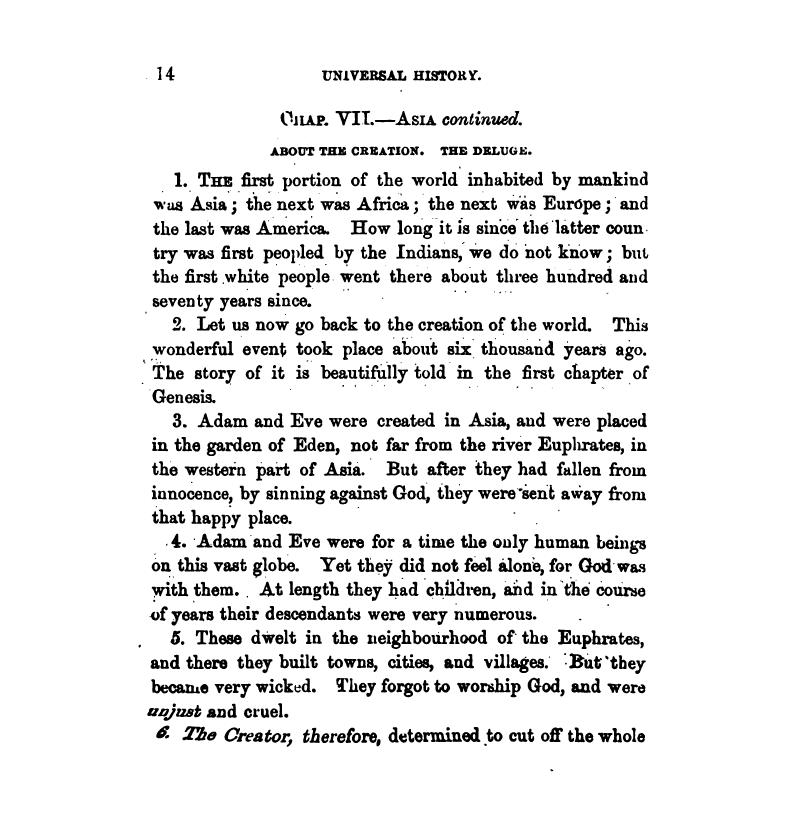 14 UNIVERSAL HISTORY.
CHAP. VII.—ASIA continued.
ABOUT THE CREATION. THE DELUGE.
1. THE first portion of the world inhabited by mankind
was Asia; the next was Africa; the next was Europe; and
the last was America. How long it is since the latter coun
try was first peopled by the Indians, we do not know; but
the first white people went there about three hundred and
seventy years since.
2. Let us now go back to the creation of the world. This
wonderful event took place about six thousand years ago.
The story of it is beautifully told in the first chapter of
Genesis.
3. Adam and Eve were created in Asia, and were placed
in the garden of Eden, not far from the river Euphrates, in
the western part of Asia. But after they had fallen from
innocence, by sinning against God, they were sent away from
that happy place.
4. Adam and Eve were for a time the only human beings
on this vast globe. Yet they did not feel alone, for God was
with them. At length they had children, and in the course
of years their descendants were very numerous.
5. These dwelt in the neighbourhood of the Euphrates,
and there they built towns, cities, and villages. But they
became very wicked. They forgot to worship God, and were
unjust and cruel.
6. The Creator, therefore, determined to cut off the whole